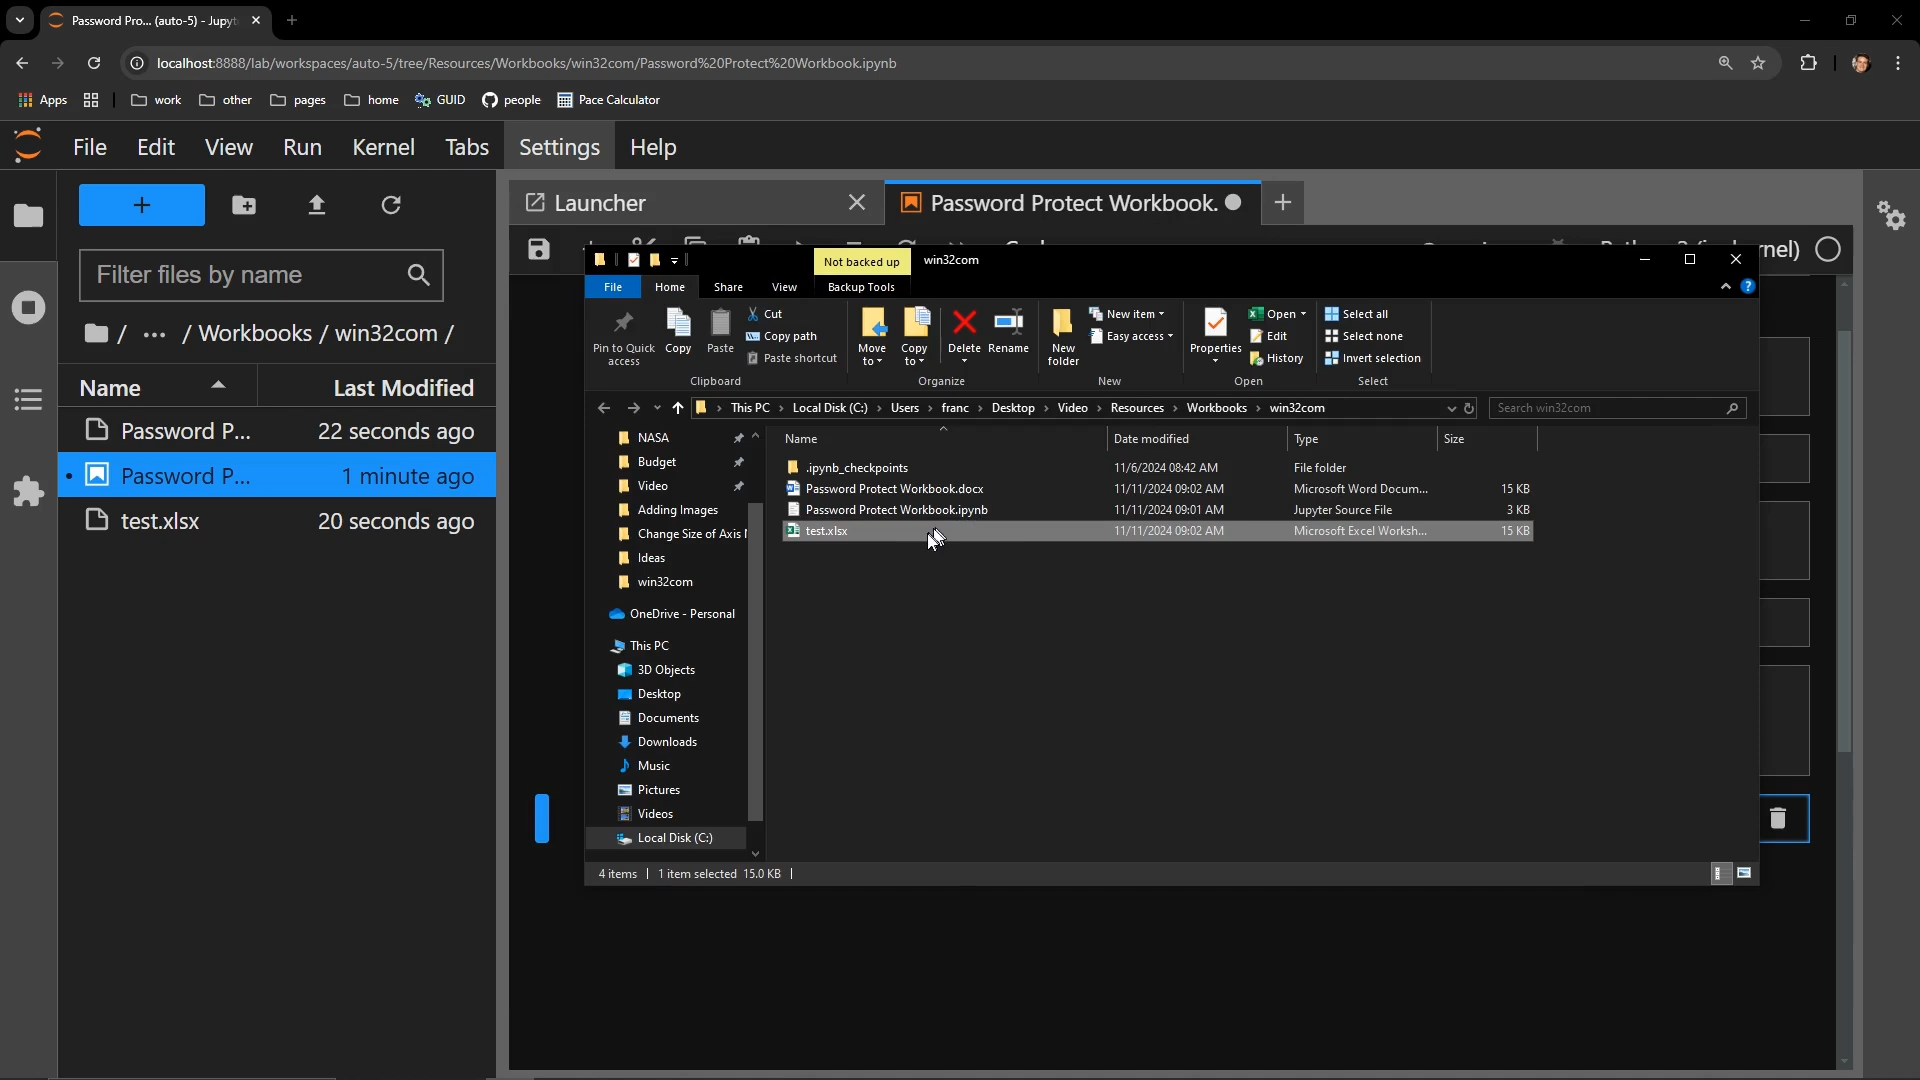 Password Pro... (auto-5) - Jupyt
localhost:8888/lab/workspaces/auto-5/tree/Resources/Workbooks/win32com/Password%20Protect%20Workbook.ipynb
Apps
work
other
pages
home
GUID
people
Pace Calculator
File Edit View Run Kernel Tabs Settings Help
+
Launcher
Password Protect Workbook.
Filter files by name
/ ... / Workbooks / win32com /
Name Last Modified
Password P... 22 seconds ago
Password P... 1 minute ago
test.xlsx 20 seconds ago
nel)
Not backed up
win32com
File Home Share View Backup Tools
Pin to Quick access
Copy
Paste
Cut
Copy path
Paste shortcut
Clipboard
Move to
Copy to
Delete
Rename
Organize
New folder
New item
Easy access
New
Properties
Open
Edit
History
Open
Select all
Select none
Invert selection
Select
This PC > Local Disk (C:) > Users > franc > Desktop > Video > Resources > Workbooks > win32com
Search win32com
NASA
Budget
Video
Adding Images
Change Size of Axis
Ideas
win32com
OneDrive - Personal
This PC
3D Objects
Desktop
Documents
Downloads
Music
Pictures
Videos
Local Disk (C:)
Name Date modified Type Size
.ipynb_checkpoints 11/6/2024 08:42 AM File folder
Password Protect Workbook.docx 11/11/2024 09:02 AM Microsoft Word Docum... 15 KB
Password Protect Workbook.ipynb 11/11/2024 09:01 AM Jupyter Source File 3 KB
test.xlsx 11/11/2024 09:02 AM Microsoft Excel Worksh... 15 KB
4 items 1 item selected 15.0 KB